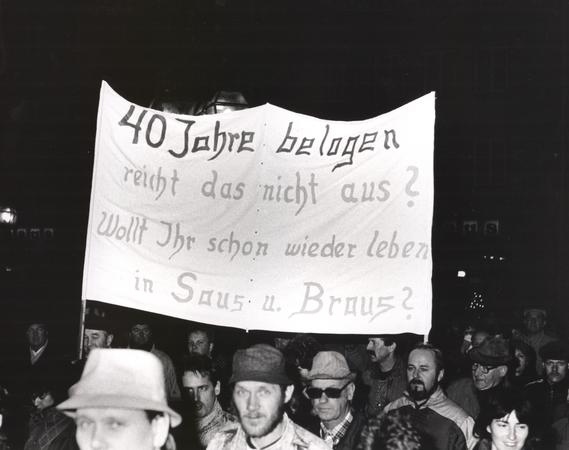 40 Jahre belogen
reicht das nicht aus?
Wollt Ihr schon wieder leben
in Saus u. Braus?